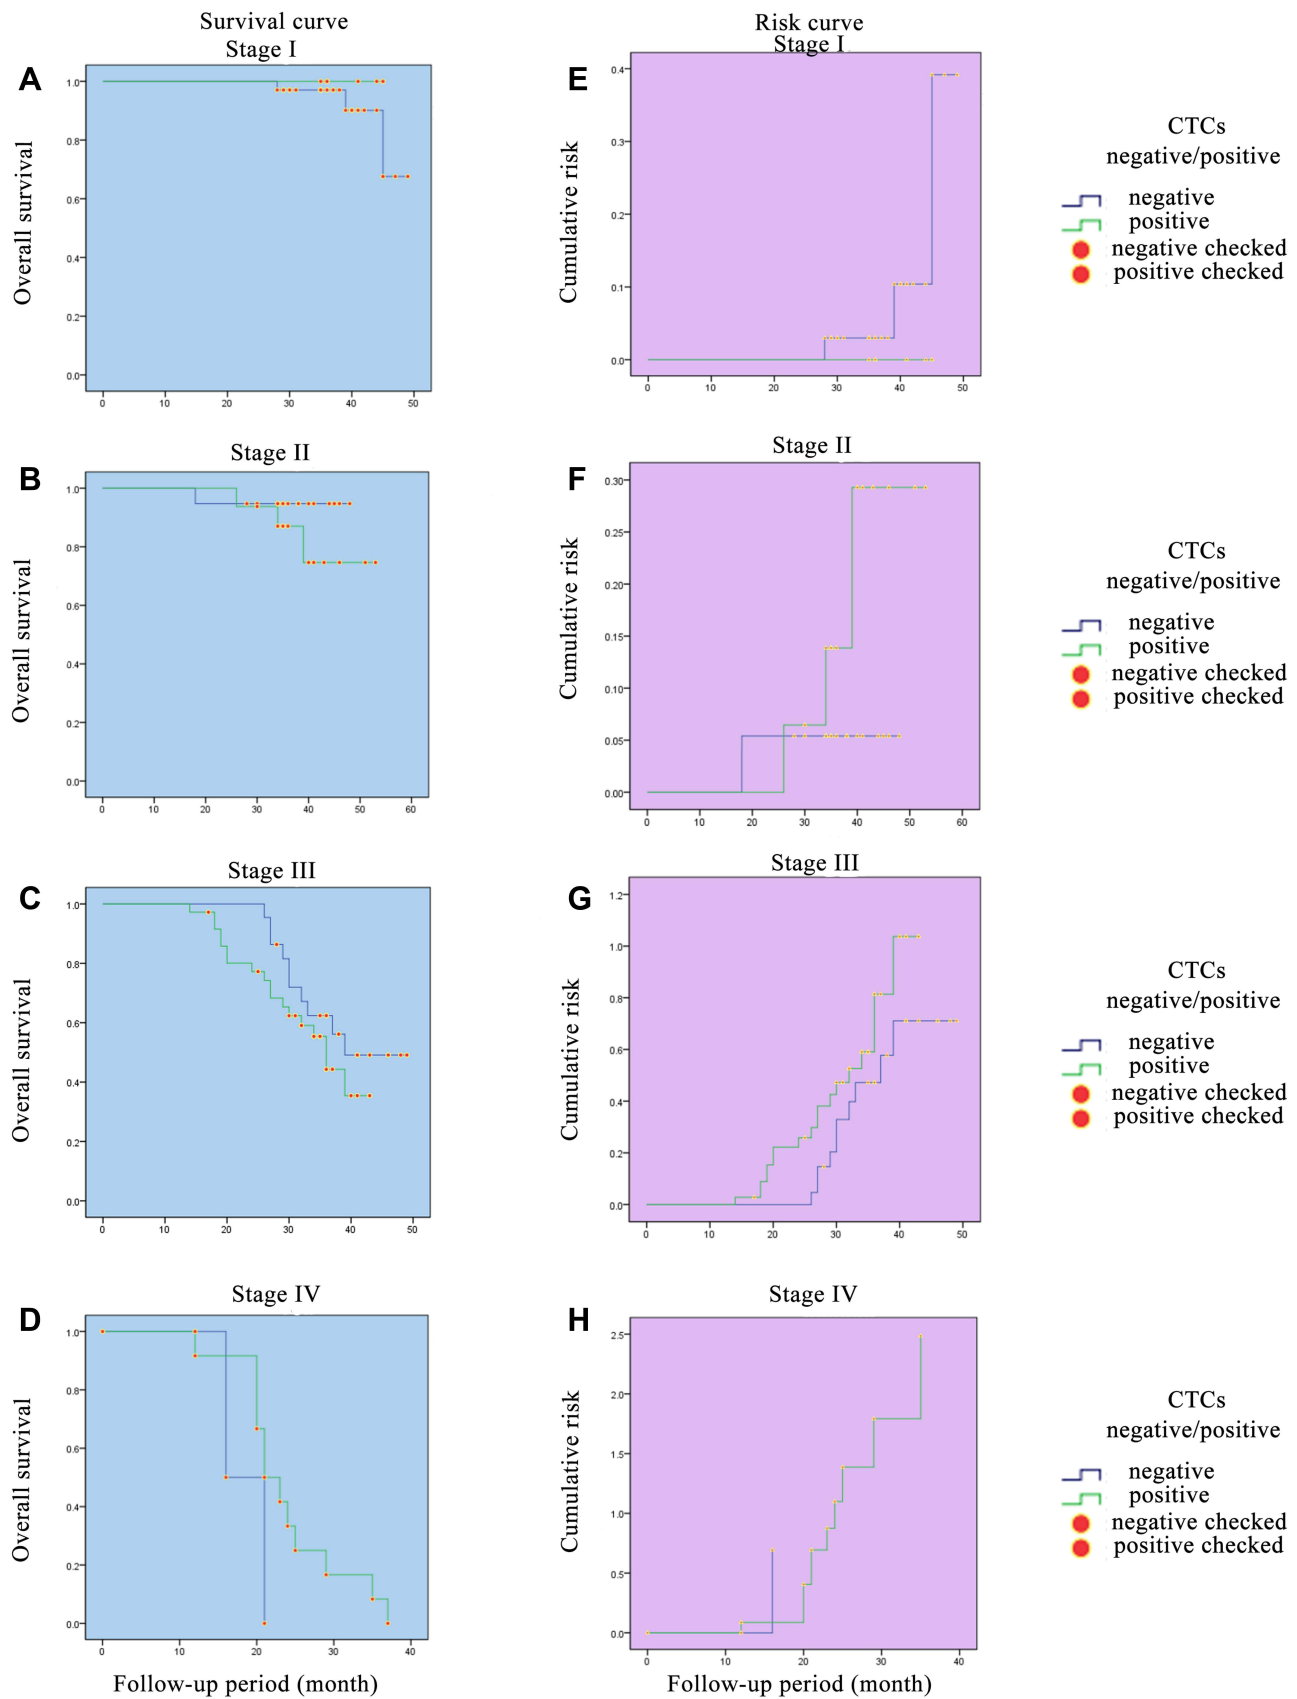 Survival curve
Stage I
Risk curve
Stage I
A
Overall survival
1.0
0.8
0.6
0.4
0.2
0.0
0 10 20 30 40 50
E
Cumulative risk
0.4
0.3
0.2
0.1
0.0
0 10 20 30 40 50
CTCs
negative/positive
negative
positive
negative checked
positive checked
Stage II
B
Overall survival
1.0
0.8
0.6
0.4
0.2
0.0
0 10 20 30 40 50 60
Stage II
F
Cumulative risk
0.30
0.25
0.20
0.15
0.10
0.05
0.00
0 10 20 30 40 50 60
CTCs
negative/positive
negative
positive
negative checked
positive checked
Stage III
C
Overall survival
1.0
0.8
0.6
0.4
0.2
0.0
0 10 20 30 40 50
Stage III
G
Cumulative risk
1.2
1.0
0.8
0.6
0.4
0.2
0.0
0 10 20 30 40 50
CTCs
negative/positive
negative
positive
negative checked
positive checked
Stage IV
D
Overall survival
1.0
0.8
0.6
0.4
0.2
0.0
0 10 20 30 40
Follow-up period (month)
Stage IV
H
Cumulative risk
2.5
2.0
1.5
1.0
0.5
0.0
0 10 20 30 40
Follow-up period (month)
CTCs
negative/positive
negative
positive
negative checked
positive checked